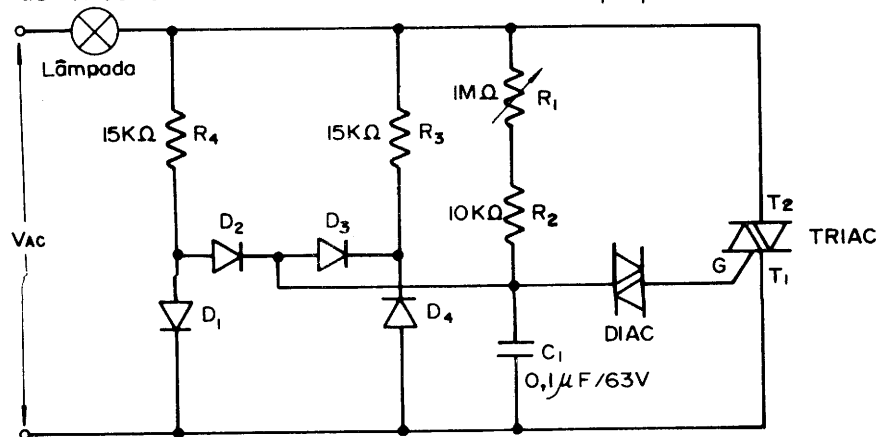 Lâmpada
VAC
15KΩ R4
15KΩ R3
1MΩ R1
10KΩ R2
D2
D3
D1
D4
C1
0,1μF/63V
DIAC
G
T2
T1
TRIAC